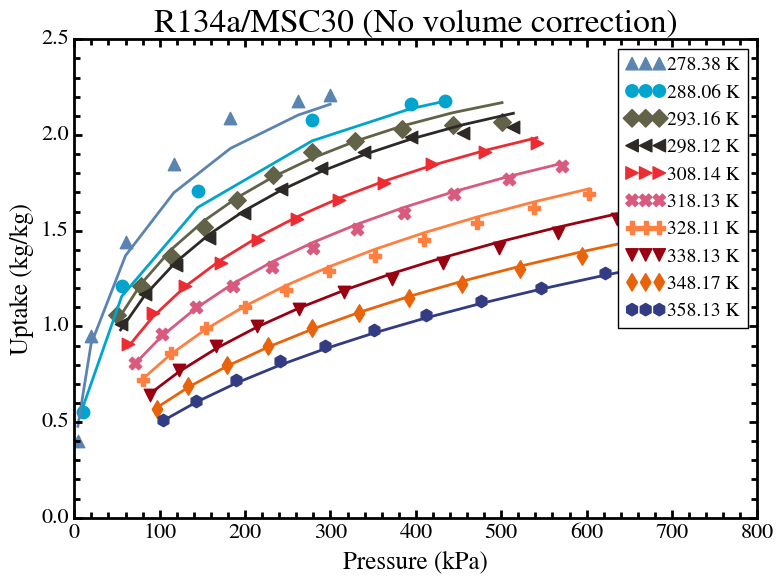 R134a/MSC30 (No volume correction)
2.5
2.0
1.5
1.0
0.5
0.0
Uptake (kg/kg)
278.38 K
288.06 K
293.16 K
298.12 K
308.14 K
318.13 K
328.11 K
338.13 K
348.17 K
358.13 K
0 100 200 300 400 500 600 700 800
Pressure (kPa)